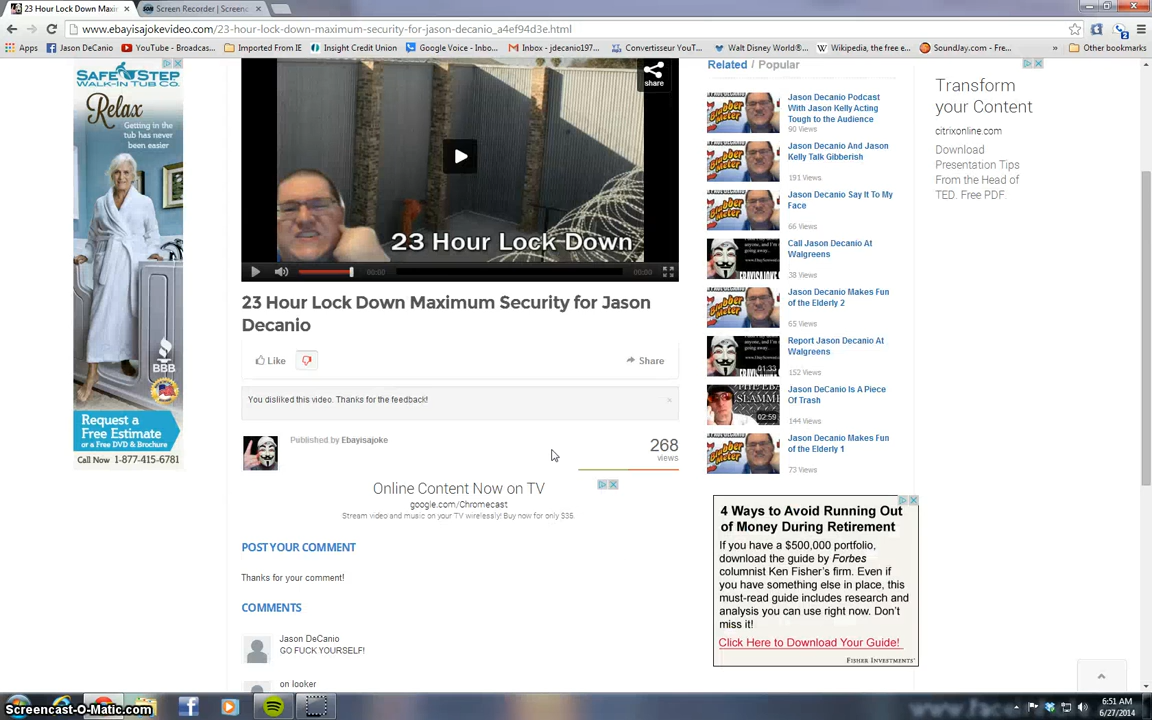 23 Hour Lock Down Maxi
Screen Recorder | Screenc
www.ebayisajokevideo.com/23-hour-lock-down-maximum-security-for-jason-decanio_a4ef94d3e.html
Apps
Jason DeCanio
YouTube - Broadcas...
Imported From IE
Insight Credit Union
Google Voice - Inbo...
Inbox - jdecanio197...
Convertisseur YouT...
Walt Disney World®...
Wikipedia, the free e...
SoundJay.com - Fre...
»
Other bookmarks
SAFE STEP
WALK-IN TUB CO.
Relax
Getting in the
tub has never
been easier
BBB
Request a
Free Estimate
or a Free DVD & Brochure
Call Now 1-877-415-6781
share
23 Hour Lock Down
00:00
00:00
23 Hour Lock Down Maximum Security for Jason
Decanio
Like
Share
You disliked this video. Thanks for the feedback!
×
Published by Ebayisajoke
268
views
Online Content Now on TV
google.com/Chromecast
Stream video and music on your TV wirelessly! Buy now for only $35.
POST YOUR COMMENT
Thanks for your comment!
COMMENTS
Jason DeCanio
GO FUCK YOURSELF!
on looker
Related / Popular
Jason Decanio Podcast
With Jason Kelly Acting
Tough to the Audience
90 Views
Jason Decanio And Jason
Kelly Talk Gibberish
191 Views
Jason Decanio Say It To My
Face
66 Views
Call Jason Decanio At
Walgreens
38 Views
Jason Decanio Makes Fun
of the Elderly 2
65 Views
Report Jason Decanio At
Walgreens
01:33
152 Views
Jason DeCanio Is A Piece
Of Trash
02:59
144 Views
Jason Decanio Makes Fun
of the Elderly 1
73 Views
4 Ways to Avoid Running Out
of Money During Retirement
If you have a $500,000 portfolio,
download the guide by Forbes
columnist Ken Fisher's firm. Even if
you have something else in place, this
must-read guide includes research and
analysis you can use right now. Don't
miss it!
Click Here to Download Your Guide!
FISHER INVESTMENTS
Transform
your Content
citrixonline.com
Download
Presentation Tips
From the Head of
TED. Free PDF.
Screencast-O-Matic.com
6:51 AM
6/27/2014